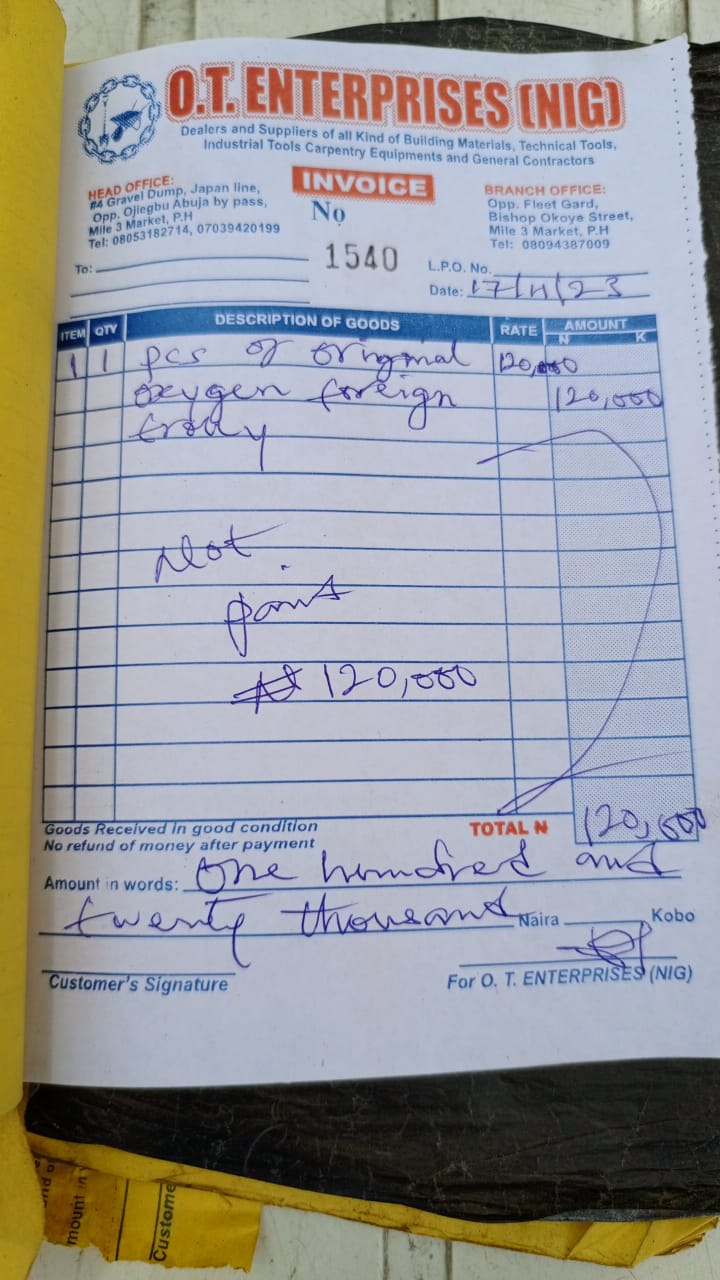 O.T. ENTERPRISES (NIG)
Dealers and Suppliers of all Kind of Building Materials, Technical Tools,
Industrial Tools Carpentry Equipments and General Contractors
HEAD OFFICE:
#4 Gravel Dump, Japan line,
Opp. Ojiegbu Abuja by pass,
Mile 3 Market, P.H
Tel: 08053182714, 07039420199
INVOICE
No
1540
BRANCH OFFICE:
Opp. Fleet Gard,
Bishop Okoye Street,
Mile 3 Market, P.H
Tel: 08094387009
To:
L.P.O. No.
Date: 17/11/23
ITEM QTY DESCRIPTION OF GOODS RATE AMOUNT
N K
1 1 pcs of original 120,000
oxygen foreign 120,000
trolly
Not
₦ 120,000
Goods Received in good condition
No refund of money after payment
TOTAL N 120,000
Amount in words: One hundred and
twenty thousand Naira Kobo
Customer's Signature
For O. T. ENTERPRISES (NIG)
mount in
Custome